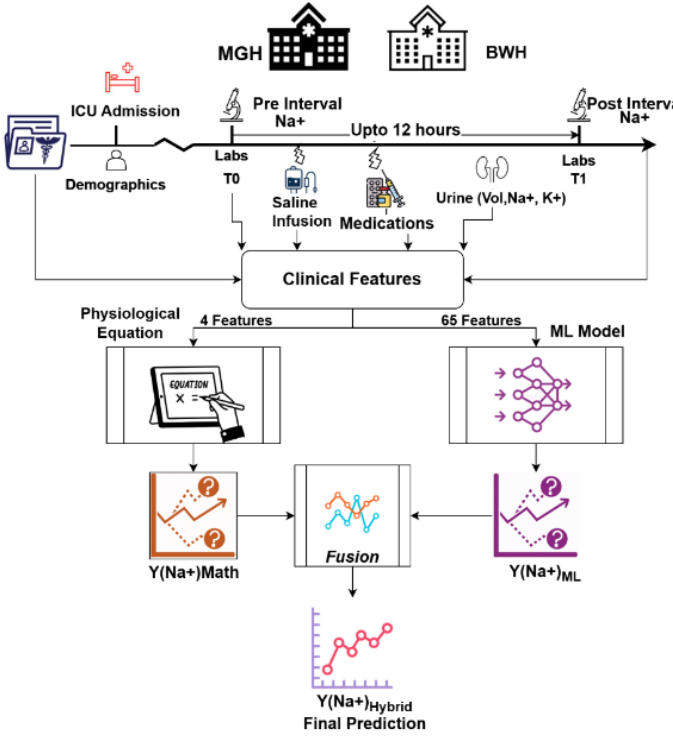 MGH
BWH
ICU Admission
Pre Interval
Na+
Post Interval
Na+
Upto 12 hours
Demographics
Labs
T0
Labs
T1
Saline
Infusion
Medications
Urine (Vol,Na+, K+)
Clinical Features
Physiological
Equation
4 Features
65 Features
ML Model
EQUATION
X =
Y(Na+)Math
Fusion
Y(Na+)ML
Y(Na+)Hybrid
Final Prediction